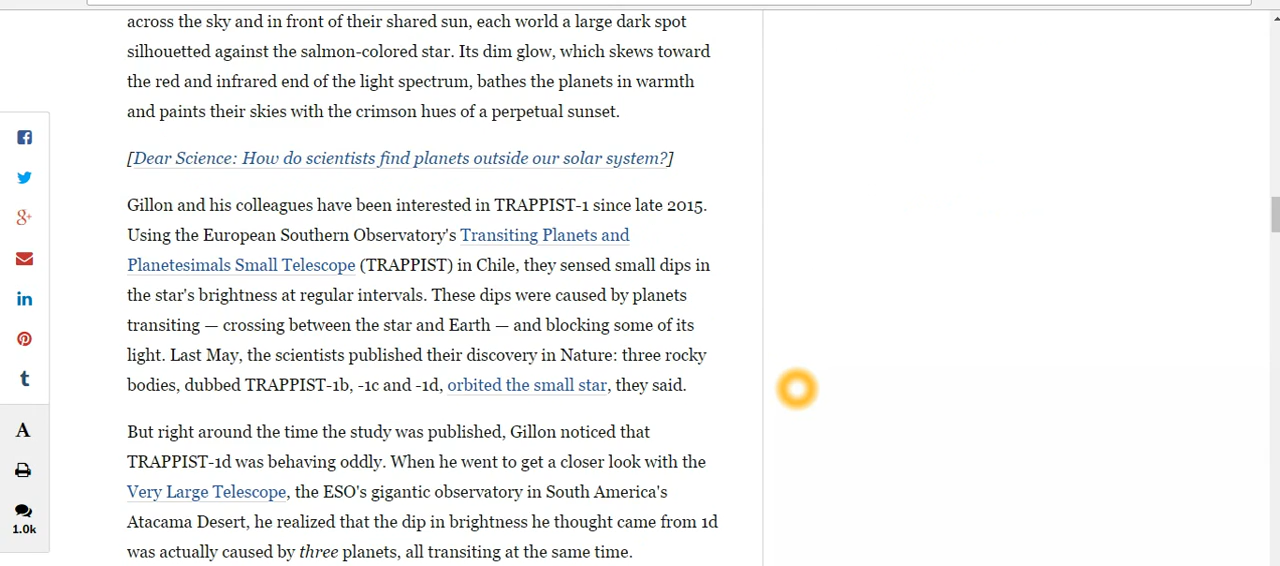 across the sky and in front of their shared sun, each world a large dark spot
silhouetted against the salmon-colored star. Its dim glow, which skews toward
the red and infrared end of the light spectrum, bathes the planets in warmth
and paints their skies with the crimson hues of a perpetual sunset.
[Dear Science: How do scientists find planets outside our solar system?]
Gillon and his colleagues have been interested in TRAPPIST-1 since late 2015.
Using the European Southern Observatory's Transiting Planets and
Planetesimals Small Telescope (TRAPPIST) in Chile, they sensed small dips in
the star's brightness at regular intervals. These dips were caused by planets
transiting — crossing between the star and Earth — and blocking some of its
light. Last May, the scientists published their discovery in Nature: three rocky
bodies, dubbed TRAPPIST-1b, -1c and -1d, orbited the small star, they said.
But right around the time the study was published, Gillon noticed that
TRAPPIST-1d was behaving oddly. When he went to get a closer look with the
Very Large Telescope, the ESO's gigantic observatory in South America's
Atacama Desert, he realized that the dip in brightness he thought came from 1d
was actually caused by three planets, all transiting at the same time.
f
g+
in
t
A
1.0k